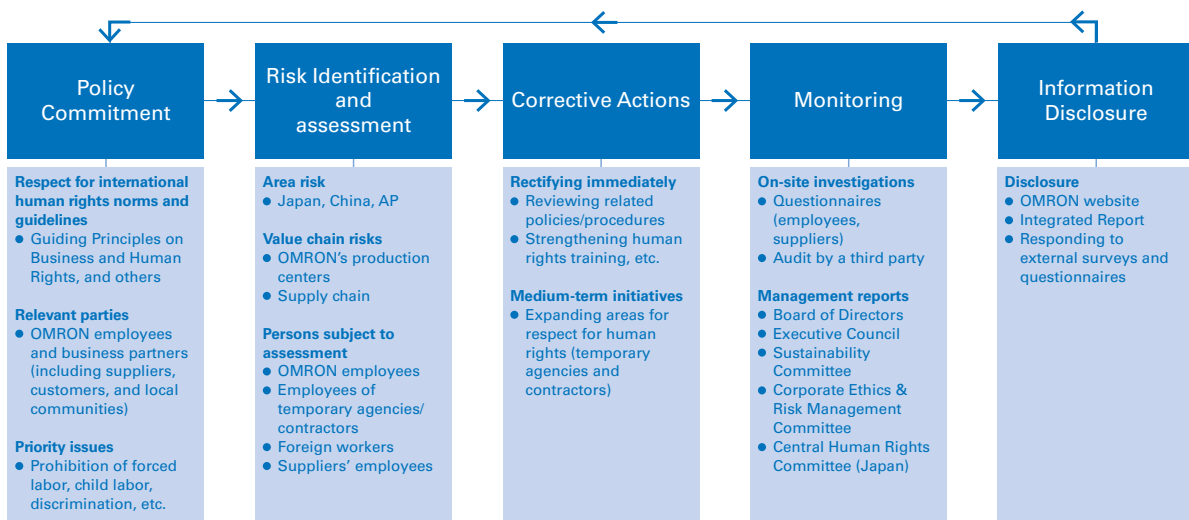 Policy
Commitment
Risk Identification
and
assessment
Corrective Actions
Monitoring
Information
Disclosure
Respect for international
human rights norms and
guidelines
● Guiding Principles on
Business and Human
Rights, and others
Relevant parties
● OMRON employees
and business partners
(including suppliers,
customers, and local
communities)
Priority issues
● Prohibition of forced
labor, child labor,
discrimination, etc.
Area risk
● Japan, China, AP
Value chain risks
● OMRON's production
centers
● Supply chain
Persons subject to
assessment
● OMRON employees
● Employees of
temporary agencies/
contractors
● Foreign workers
● Suppliers' employees
Rectifying immediately
● Reviewing related
policies/procedures
● Strengthening human
rights training, etc.
Medium-term initiatives
● Expanding areas for
respect for human
rights (temporary
agencies and
contractors)
On-site investigations
● Questionnaires
(employees,
suppliers)
● Audit by a third party
Management reports
● Board of Directors
● Executive Council
● Sustainability
Committee
● Corporate Ethics &
Risk Management
Committee
● Central Human Rights
Committee (Japan)
Disclosure
● OMRON website
● Integrated Report
● Responding to
external surveys and
questionnaires